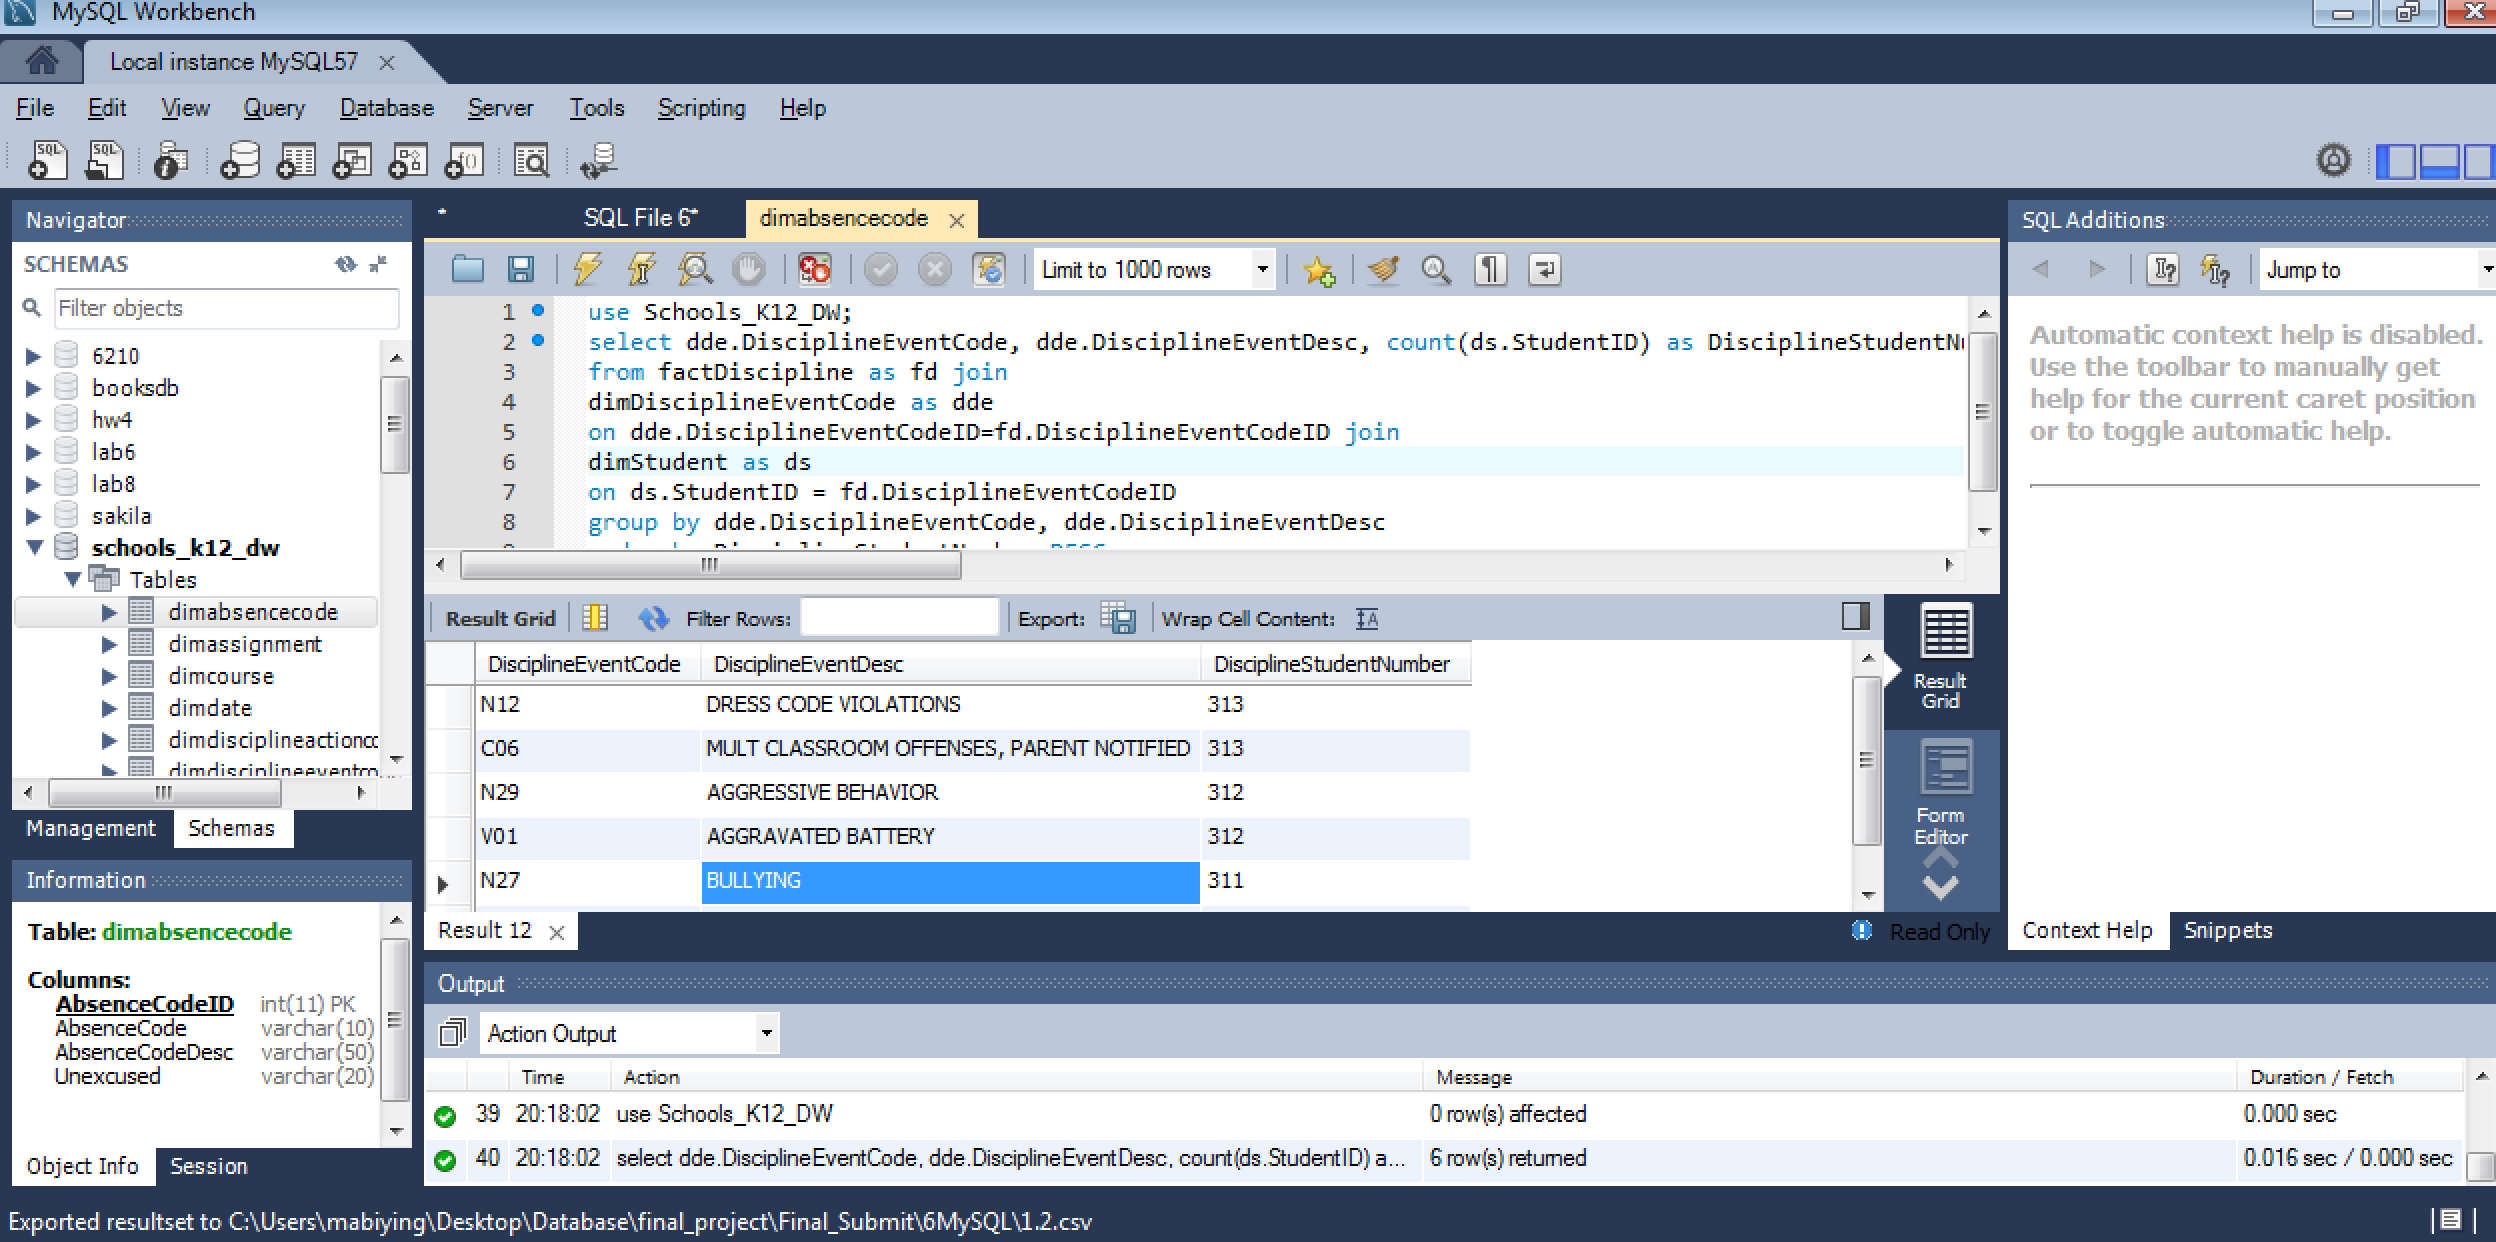 MySQL Workbench
Local instance MySQL57
File Edit View Query Database Server Tools Scripting Help
Navigator
SCHEMAS
Filter objects
6210
booksdb
hw4
lab6
lab8
sakila
schools_k12_dw
Tables
dimabsencecode
dimassignment
dimcourse
dimdate
dimdisciplineactioncc
dimdisciplineeventco
Management Schemas
Information
Table: dimabsencecode
Columns:
AbsenceCodeID int(11) PK
AbsenceCode varchar(10)
AbsenceCodeDesc varchar(50)
Unexcused varchar(20)
Object Info Session
* SQL File 6* dimabsencecode
Limit to 1000 rows
1 use Schools_K12_DW;
2 select dde.DisciplineEventCode, dde.DisciplineEventDesc, count(ds.StudentID) as DisciplineStudentNu
3 from factDiscipline as fd join
4 dimDisciplineEventCode as dde
5 on dde.DisciplineEventCodeID=fd.DisciplineEventCodeID join
6 dimStudent as ds
7 on ds.StudentID = fd.DisciplineEventCodeID
8 group by dde.DisciplineEventCode, dde.DisciplineEventDesc
Result Grid Filter Rows: Export: Wrap Cell Content:
DisciplineEventCode DisciplineEventDesc DisciplineStudentNumber
N12 DRESS CODE VIOLATIONS 313
C06 MULT CLASSROOM OFFENSES, PARENT NOTIFIED 313
N29 AGGRESSIVE BEHAVIOR 312
V01 AGGRAVATED BATTERY 312
N27 BULLYING 311
Result Grid
Form Editor
Result 12
Read Only
SQL Additions
Jump to
Automatic context help is disabled.
Use the toolbar to manually get
help for the current caret position
or to toggle automatic help.
Context Help Snippets
Output
Action Output
Time Action Message Duration / Fetch
39 20:18:02 use Schools_K12_DW 0 row(s) affected 0.000 sec
40 20:18:02 select dde.DisciplineEventCode, dde.DisciplineEventDesc, count(ds.StudentID) a... 6 row(s) returned 0.016 sec / 0.000 sec
Exported resultset to C:\Users\mabiying\Desktop\Database\final_project\Final_Submit\6MySQL\1.2.csv